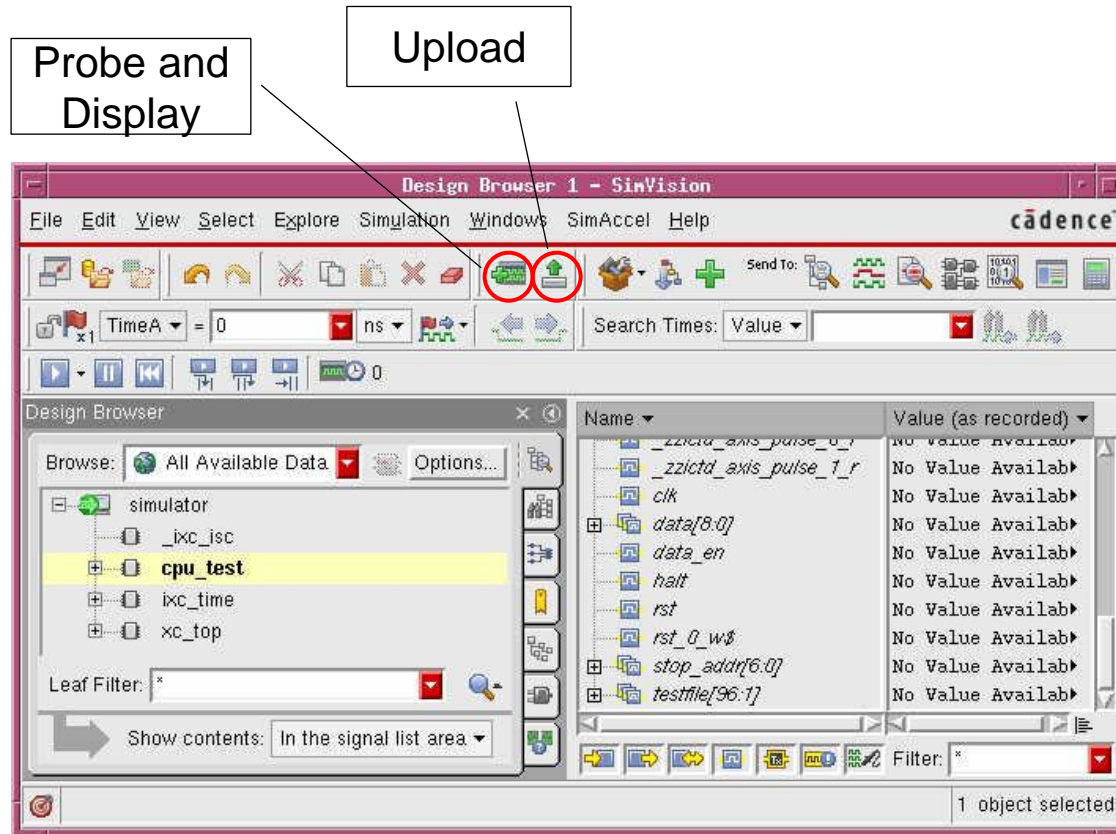 Upload
Probe and
Display
Design Browser 1 - SimVision
File Edit View Select Explore Simulation Windows SimAccel Help cādence
Send To:
x1 TimeA = 0 ns Search Times: Value
0
Design Browser Name Value (as recorded)
Browse: All Available Data Options...
simulator
_ixc_isc
cpu_test
ixc_time
xc_top
Leaf Filter: *
Show contents: In the signal list area
_zzictd_axis_pulse_0_r No Value Availab
_zzictd_axis_pulse_1_r No Value Availab
clk No Value Availab
data[8:0] No Value Availab
data_en No Value Availab
halt No Value Availab
rst No Value Availab
rst_0_w$ No Value Availab
stop_addr[6:0] No Value Availab
testfile[96:1] No Value Availab
Filter: *
1 object selected